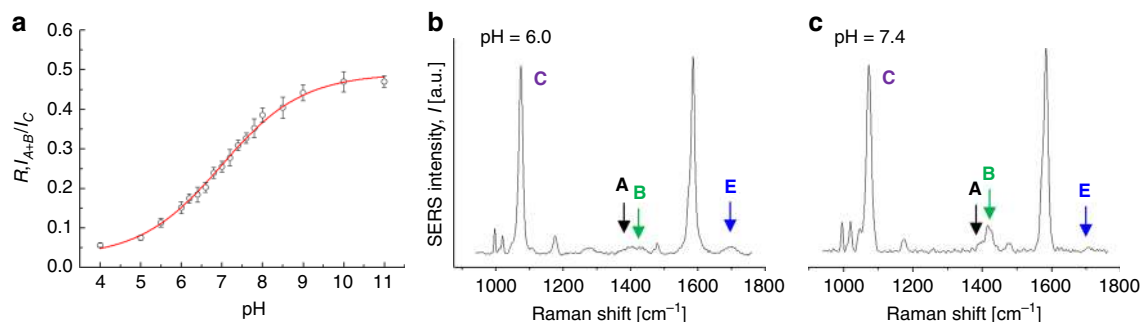 a
R,I_A+B/I_C
0.6
0.5
0.4
0.3
0.2
0.1
0.0
4 5 6 7 8 9 10 11
pH
b
pH = 6.0
C
A
B
E
SERS intensity, I [a.u.]
1000 1200 1400 1600 1800
Raman shift [cm⁻¹]
c
pH = 7.4
C
B
A
E
1000 1200 1400 1600 1800
Raman shift [cm⁻¹]